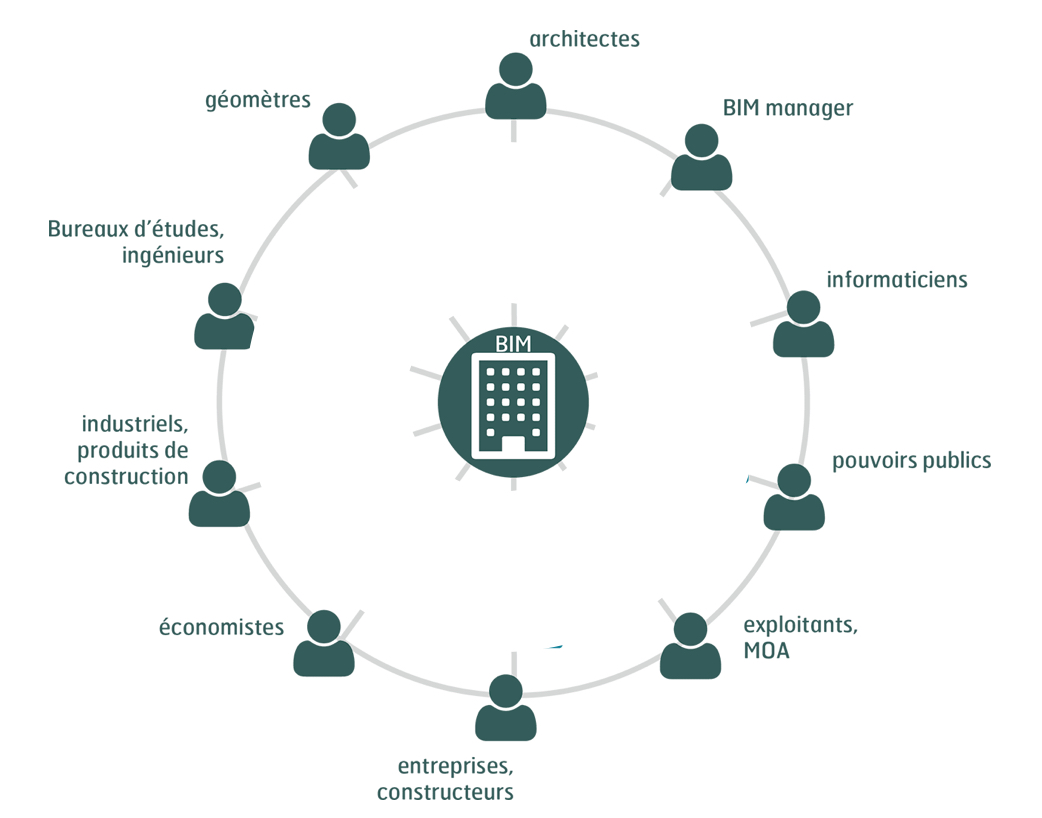 architectes
BIM manager
géomètres
Bureaux d'études,
ingénieurs
informaticiens
BIM
industriels,
produits de
construction
pouvoirs publics
économistes
exploitants,
MOA
entreprises,
constructeurs